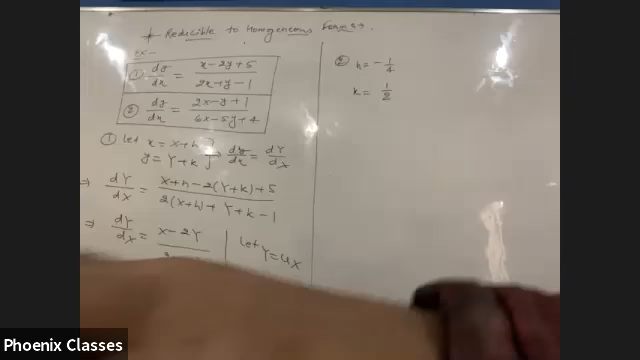 * Reducible to Homogeneous Forms.
Ex -
① dy/dx = x-2y+5 / 2x+y-1
② dy/dx = 2x-y+1 / 6x-5y+4
① Let x = X+h } y = Y+k → dy/dx = dY/dX
⇒ dY/dX = X+h-2(Y+k)+5 / 2(X+h)+Y+k-1
⇒ dY/dX = X-2Y | Let Y=uX
② h = -1/4
k = 1/2
Phoenix Classes